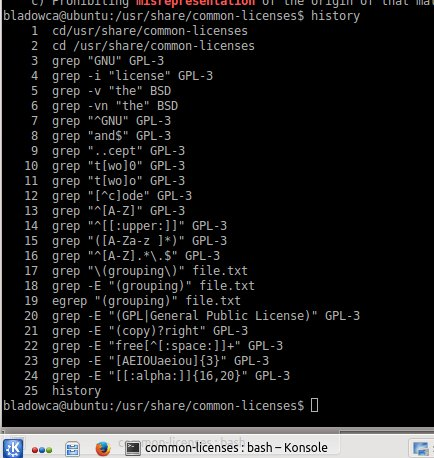 c) Prohibiting misrepresentation of the origin of that mat
bladowca@ubuntu:/usr/share/common-licenses$ history
1 cd/usr/share/common-licenses
2 cd /usr/share/common-licenses
3 grep "GNU" GPL-3
4 grep -i "license" GPL-3
5 grep -v "the" BSD
6 grep -vn "the" BSD
7 grep "^GNU" GPL-3
8 grep "and$" GPL-3
9 grep "..cept" GPL-3
10 grep "t[wo]0" GPL-3
11 grep "t[wo]o" GPL-3
12 grep "[^c]ode" GPL-3
13 grep "^[A-Z]" GPL-3
14 grep "^[[:upper:]]" GPL-3
15 grep "([A-Za-z ]*)" GPL-3
16 grep "^[A-Z].*\.$" GPL-3
17 grep "\(grouping\)" file.txt
18 grep -E "(grouping)" file.txt
19 egrep "(grouping)" file.txt
20 grep -E "(GPL|General Public License)" GPL-3
21 grep -E "(copy)?right" GPL-3
22 grep -E "free[^[:space:]]+" GPL-3
23 grep -E "[AEIOUaeiou]{3}" GPL-3
24 grep -E "[[:alpha:]]{16,20}" GPL-3
25 history
bladowca@ubuntu:/usr/share/common-licenses$
common-licenses : bash
common-licenses : bash – Konsole